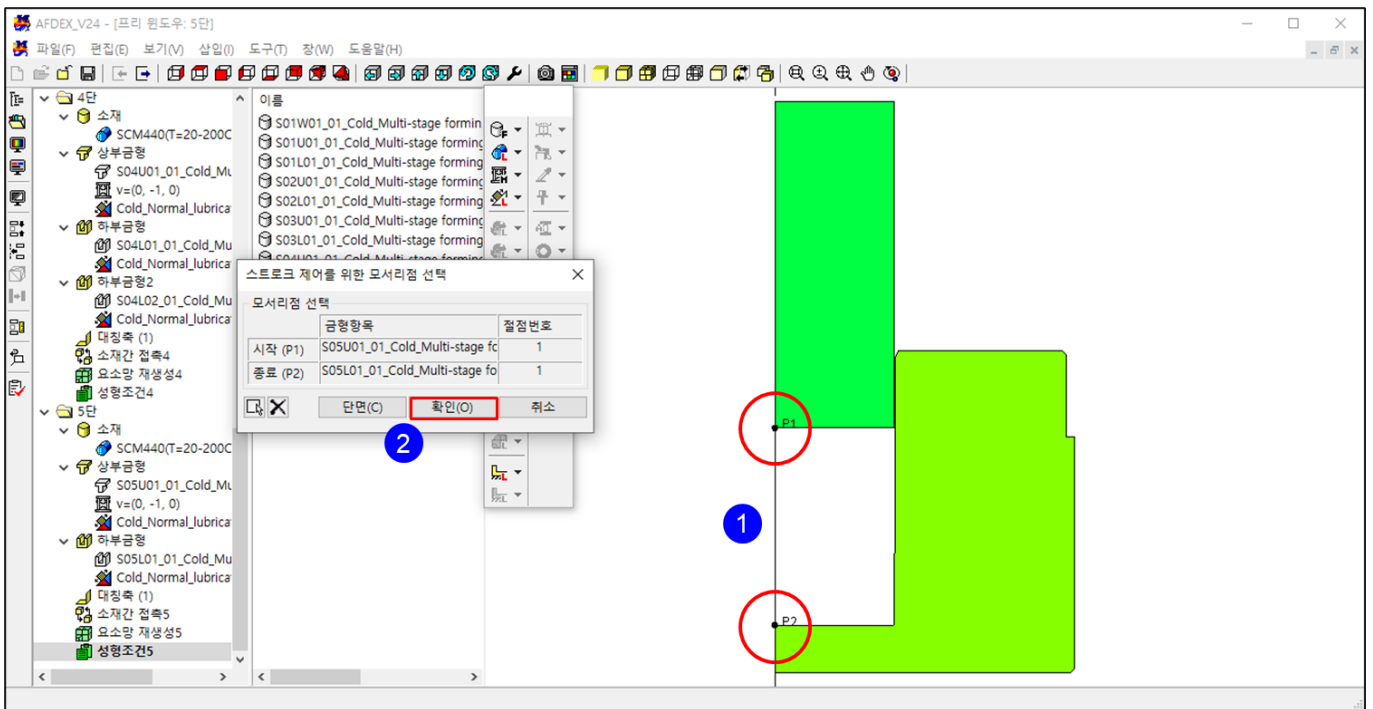 AFDEX_V24 - [프리 윈도우: 5단]
파일(F) 편집(E) 보기(V) 삽입(I) 도구(T) 창(W) 도움말(H)
4단
소재
SCM440(T=20-200C
상부금형
S04U01_01_Cold_Mu
v=(0, -1, 0)
Cold_Normal_lubrica
하부금형
S04L01_01_Cold_Mu
Cold_Normal_lubrica
하부금형2
S04L02_01_Cold_Mu
Cold_Normal_lubrica
대칭축 (1)
소재간 접촉4
요소망 재생성4
성형조건4
5단
소재
SCM440(T=20-200C
상부금형
S05U01_01_Cold_Mu
v=(0, -1, 0)
Cold_Normal_lubrica
하부금형
S05L01_01_Cold_Mu
Cold_Normal_lubrica
대칭축 (1)
소재간 접촉5
요소망 재생성5
성형조건5
이름
S01W01_01_Cold_Multi-stage formin
S01U01_01_Cold_Multi-stage forming
S01L01_01_Cold_Multi-stage forming
S02U01_01_Cold_Multi-stage forming
S02L01_01_Cold_Multi-stage forming
S03U01_01_Cold_Multi-stage forming
S03L01_01_Cold_Multi-stage forming
S04U01_01_Cold_Multi-stage forming
스트로크 제어를 위한 모서리점 선택
모서리점 선택
금형항목 절점번호
시작 (P1) S05U01_01_Cold_Multi-stage fc 1
종료 (P2) S05L01_01_Cold_Multi-stage fo 1
단면(C) 확인(O) 취소
2
P1
1
P2